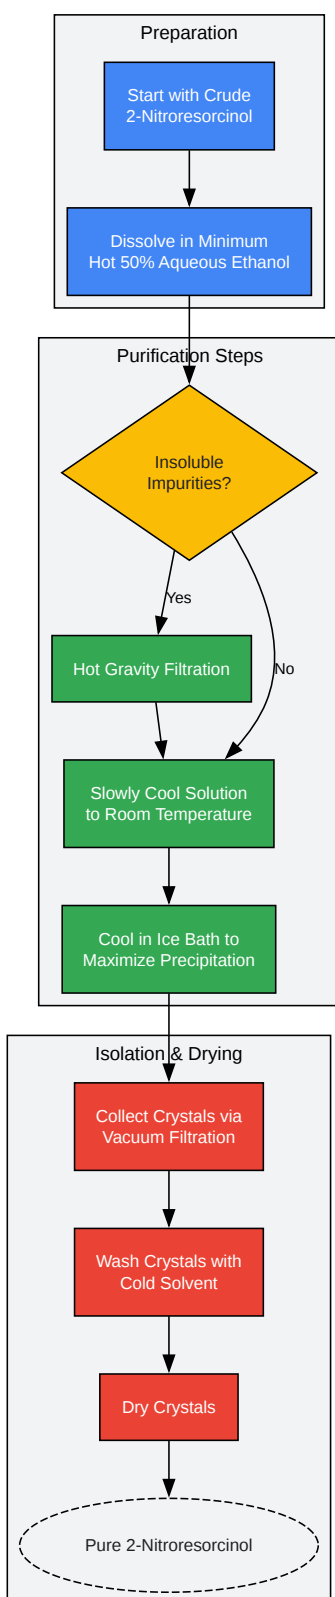 Preparation
Start with Crude
2-Nitroresorcinol
Dissolve in Minimum
Hot 50% Aqueous Ethanol
Purification Steps
Insoluble
Impurities?
Yes
No
Hot Gravity Filtration
Slowly Cool Solution
to Room Temperature
Cool in Ice Bath to
Maximize Precipitation
Isolation & Drying
Collect Crystals via
Vacuum Filtration
Wash Crystals with
Cold Solvent
Dry Crystals
Pure 2-Nitroresorcinol